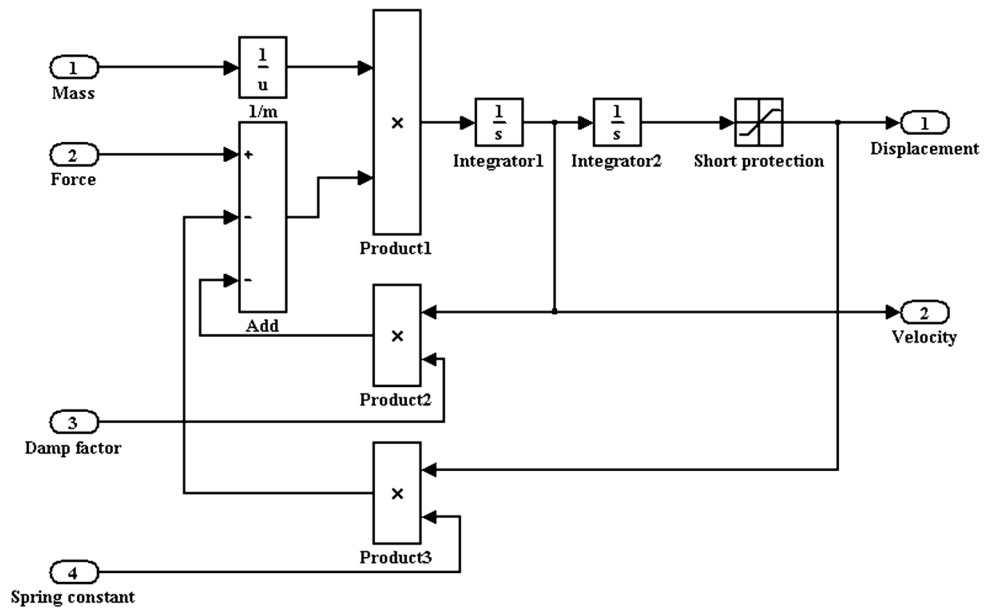 1
Mass
1
u
1/m
2
Force
+
-
-
Add
×
Product1
1
s
Integrator1
1
s
Integrator2
Short protection
1
Displacement
×
Product2
2
Velocity
3
Damp factor
×
Product3
4
Spring constant